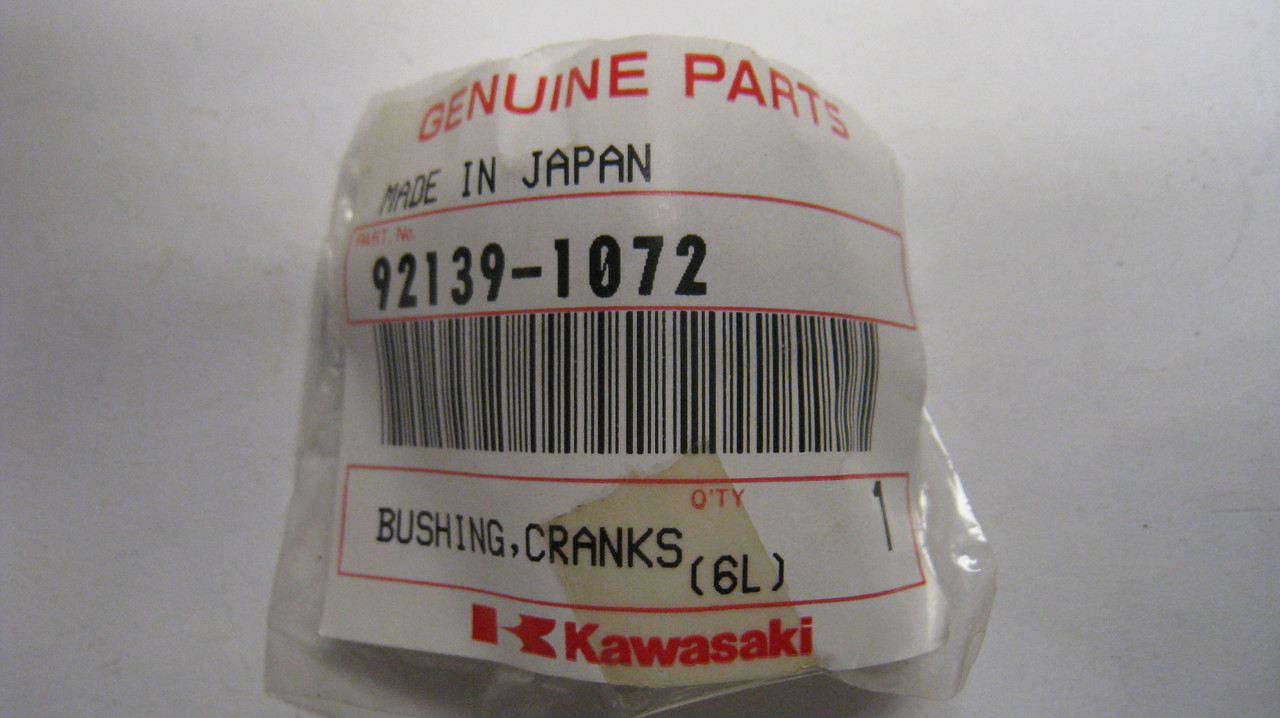 GENUINE PARTS
MADE IN JAPAN
PART. No.
92139-1072
Q'TY
BUSHING,CRANKS 1
(6L)
Kawasaki